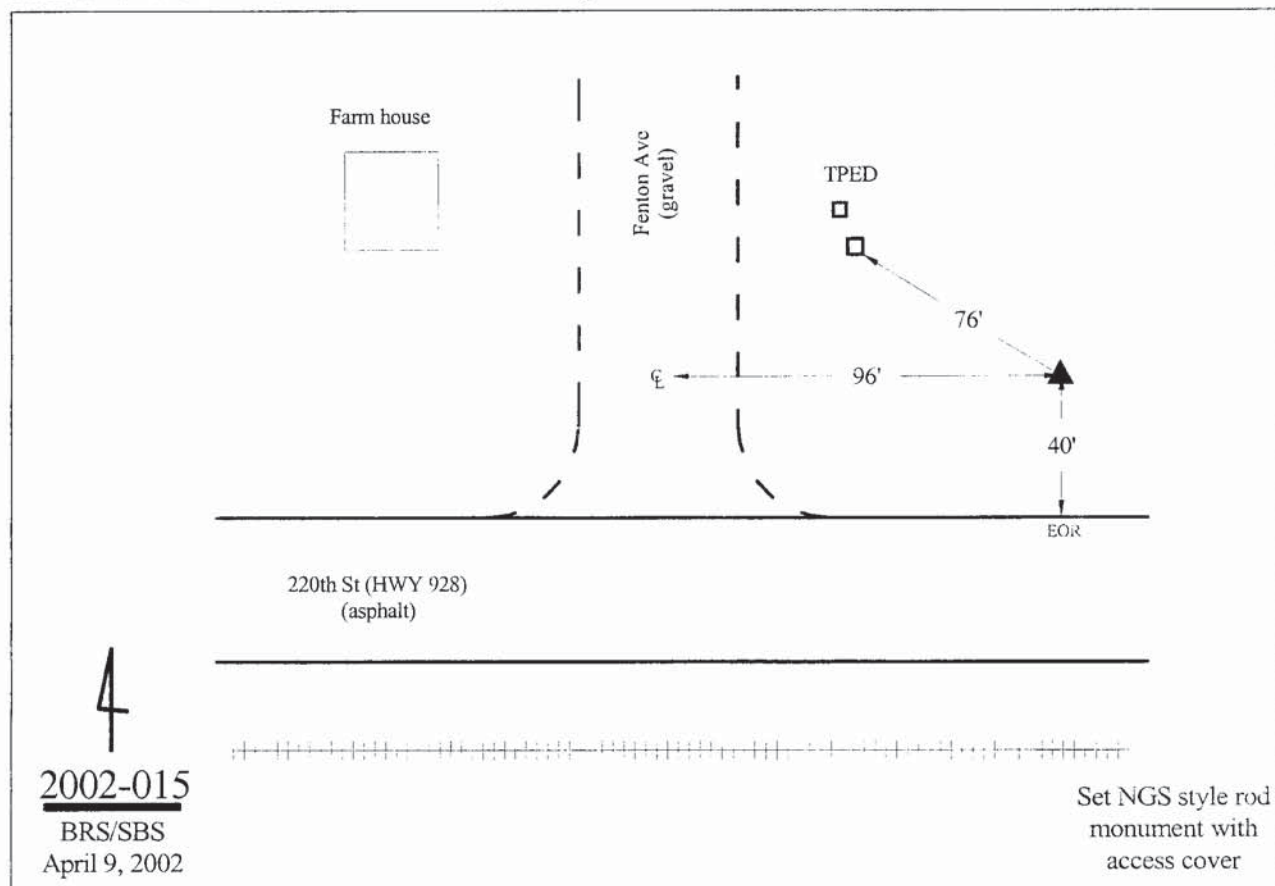 Farm house
Fenton Ave
(gravel)
TPED
76'
℄
96'
40'
EOR
220th St (HWY 928)
(asphalt)
2002-015
BRS/SBS
April 9, 2002
Set NGS style rod
monument with
access cover